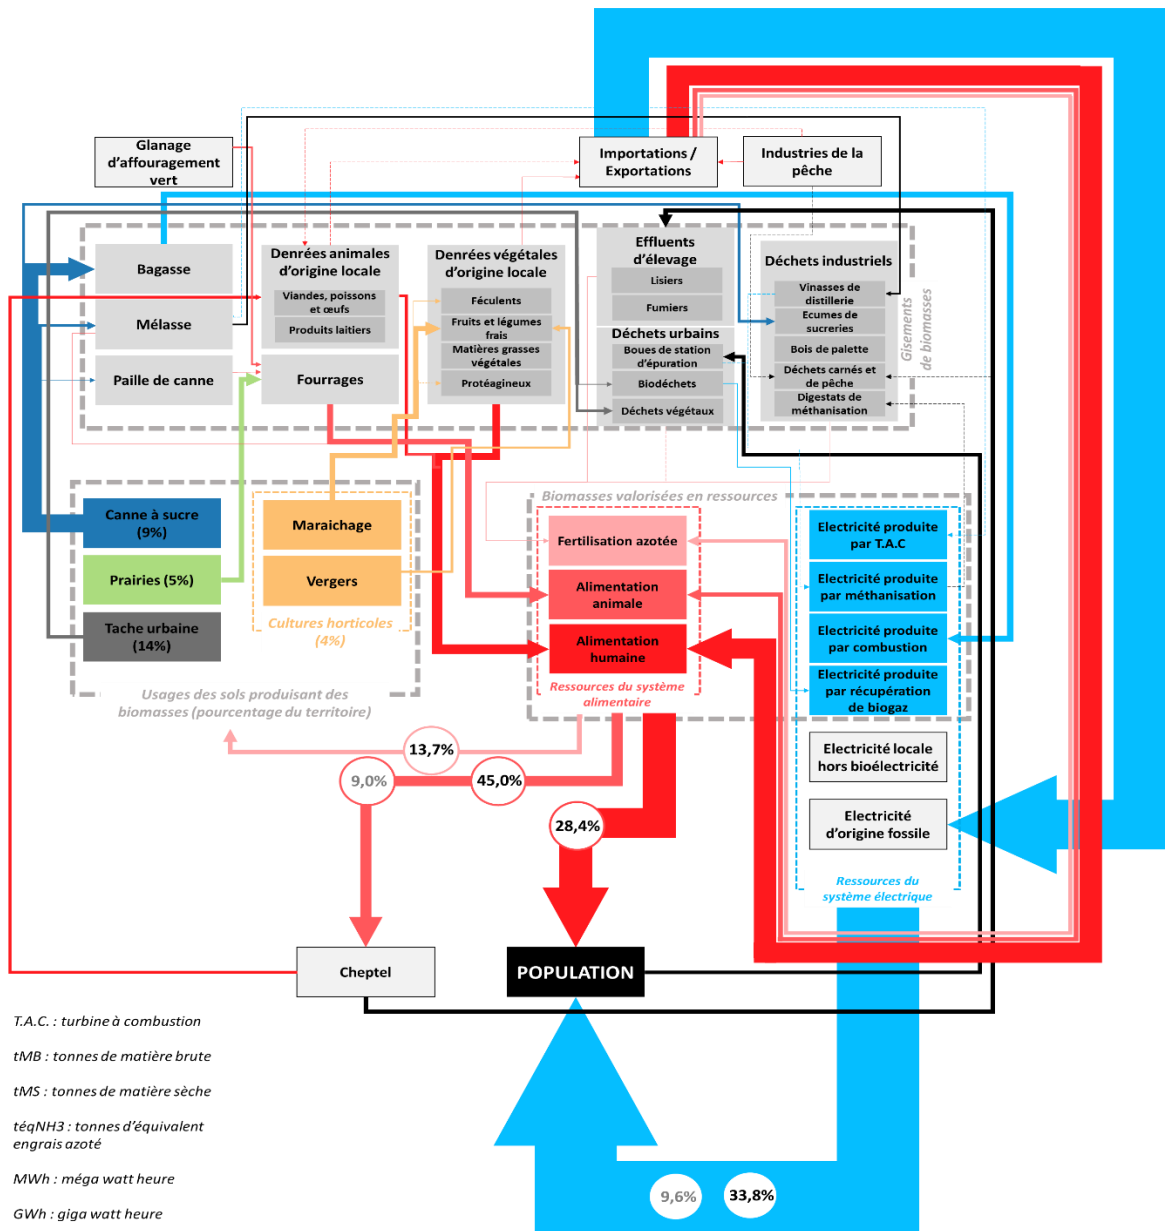 Glanage
d'affouragement
vert
Importations /
Exportations
Industries de la
pêche
Bagasse
Mélasse
Paille de canne
Denrées animales
d'origine locale
Viandes, poissons
et œufs
Produits laitiers
Fourrages
Denrées végétales
d'origine locale
Féculents
Fruits et légumes
frais
Matières grasses
végétales
Protéagineux
Effluents
d'élevage
Lisiers
Fumiers
Déchets urbains
Boues de station
d'épuration
Biodéchets
Déchets végétaux
Déchets industriels
Vinasses de
distillerie
Ecumes de
sucreries
Bois de palette
Déchets carnés et
de pêche
Digestats de
méthanisation
Gisements
de biomasses
Canne à sucre
(9%)
Prairies (5%)
Tache urbaine
(14%)
Maraichage
Vergers
Cultures horticoles
(4%)
Usages des sols produisant des
biomasses (pourcentage du territoire)
Biomasses valorisées en ressources
Fertilisation azotée
Alimentation
animale
Alimentation
humaine
Ressources du système
alimentaire
Electricité produite
par T.A.C
Electricité produite
par méthanisation
Electricité produite
par combustion
Electricité produite
par récupération
de biogaz
Electricité locale
hors bioélectricité
Electricité
d'origine fossile
Ressources du
système électrique
13,7%
9,0%
45,0%
28,4%
Cheptel
POPULATION
T.A.C. : turbine à combustion
tMB : tonnes de matière brute
tMS : tonnes de matière sèche
téqNH3 : tonnes d'équivalent
engrais azoté
MWh : méga watt heure
GWh : giga watt heure
9,6%
33,8%